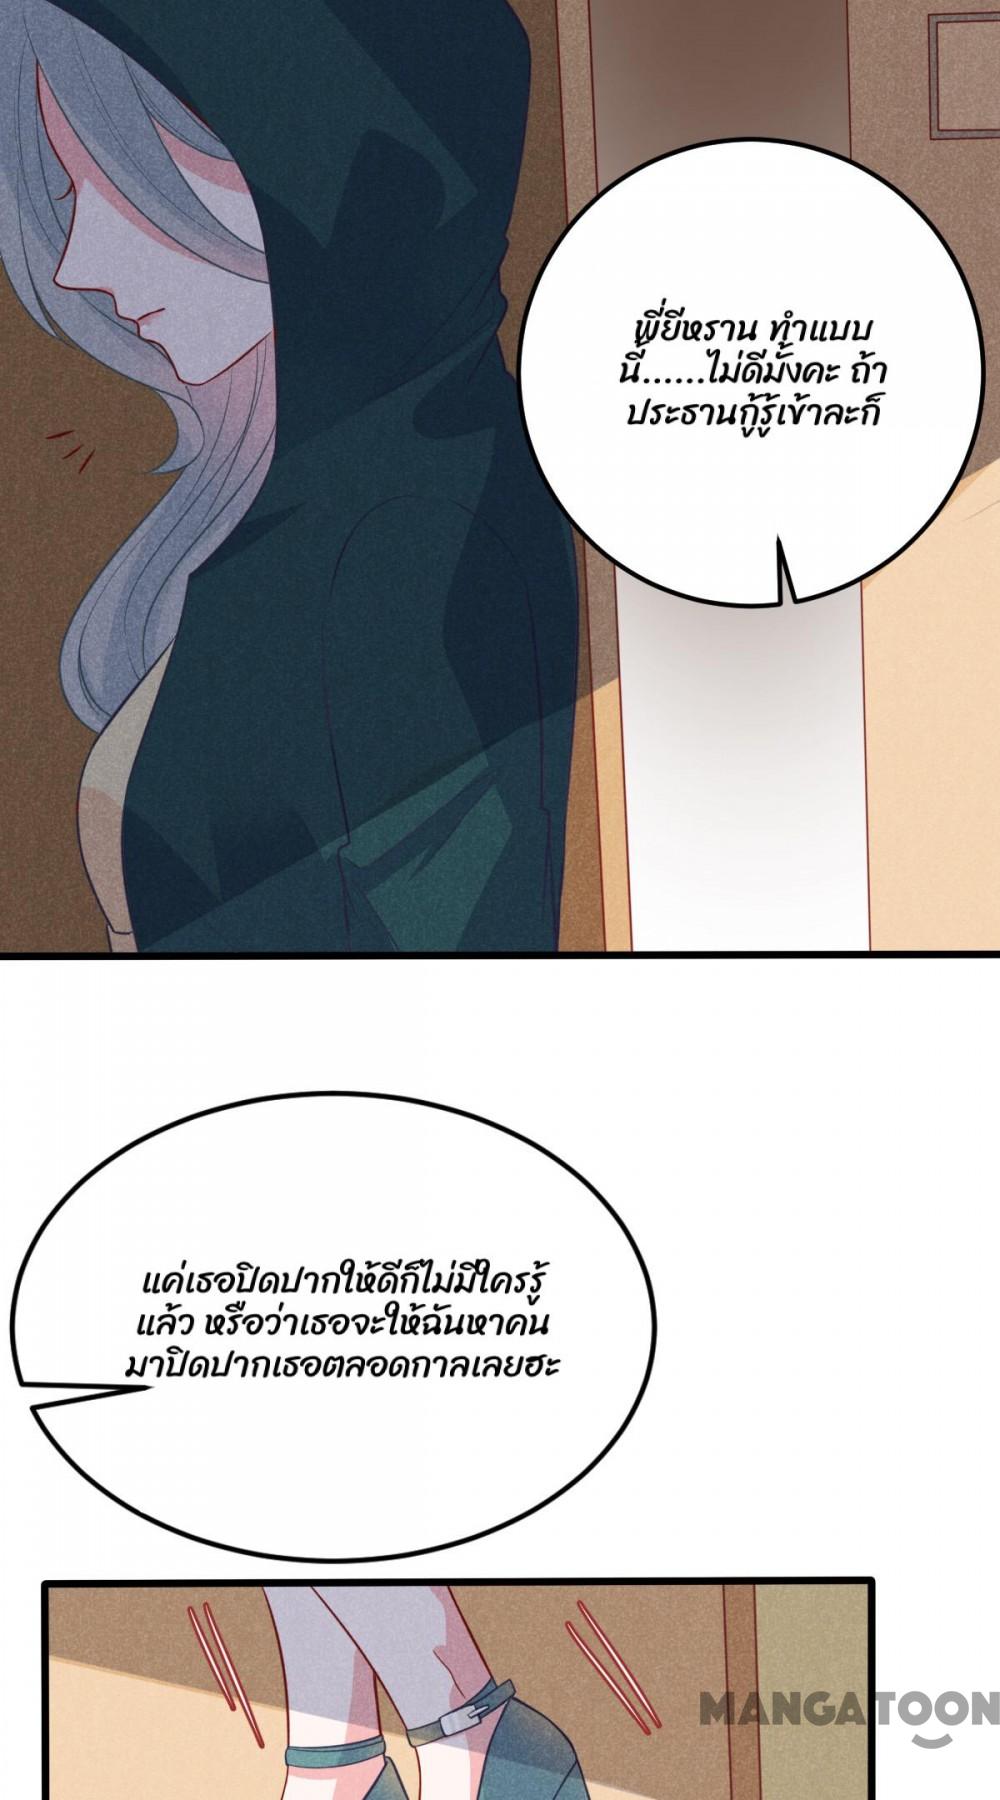 พี่ยีหราน ทำแบบ
นี้......ไม่ดีมั้งคะ ถ้า
ประธานกู้รู้เข้าละก็
แค่เธอปิดปากให้ดีก็ไม่มีใครรู้
แล้ว หรือว่าเธอจะให้ฉันหาคน
มาปิดปากเธอตลอดกาลเลยฮะ
MANGATOON